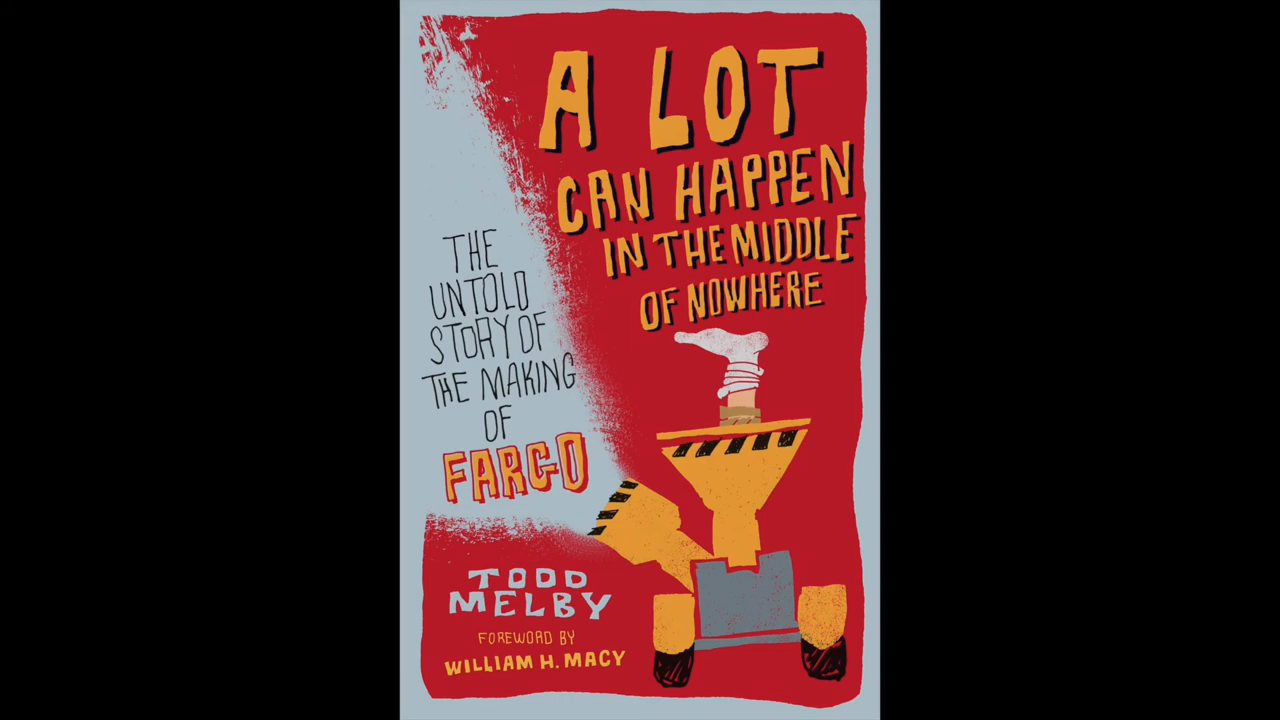 A LOT
CAN HAPPEN
IN THE MIDDLE
OF NOWHERE
THE
UNTOLD
STORY OF
THE MAKING
OF
FARGO
TODD
MELBY
FOREWORD BY
WILLIAM H. MACY